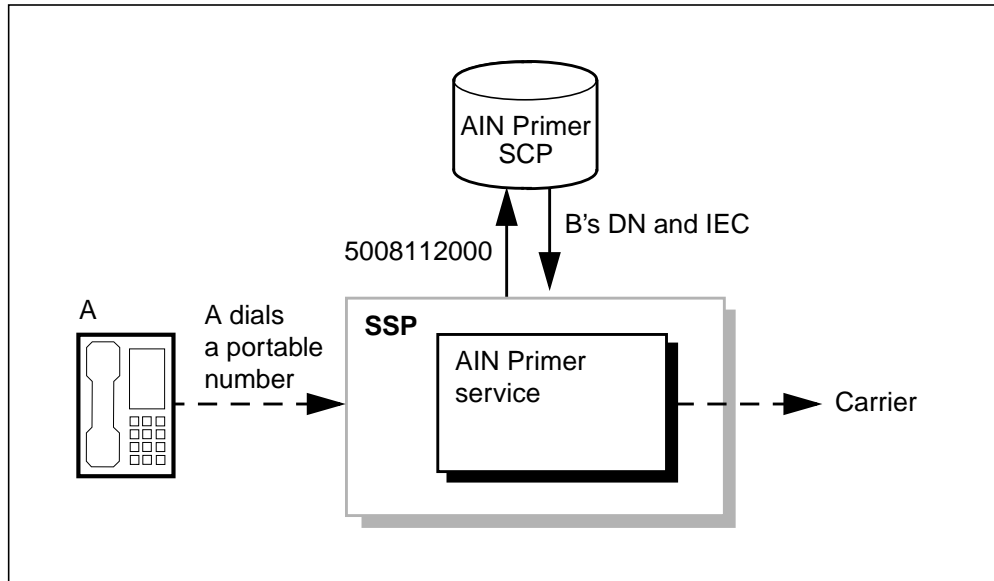 AIN Primer
SCP
B's DN and IEC
5008112000
A
A dials
a portable
number
SSP
AIN Primer
service
Carrier